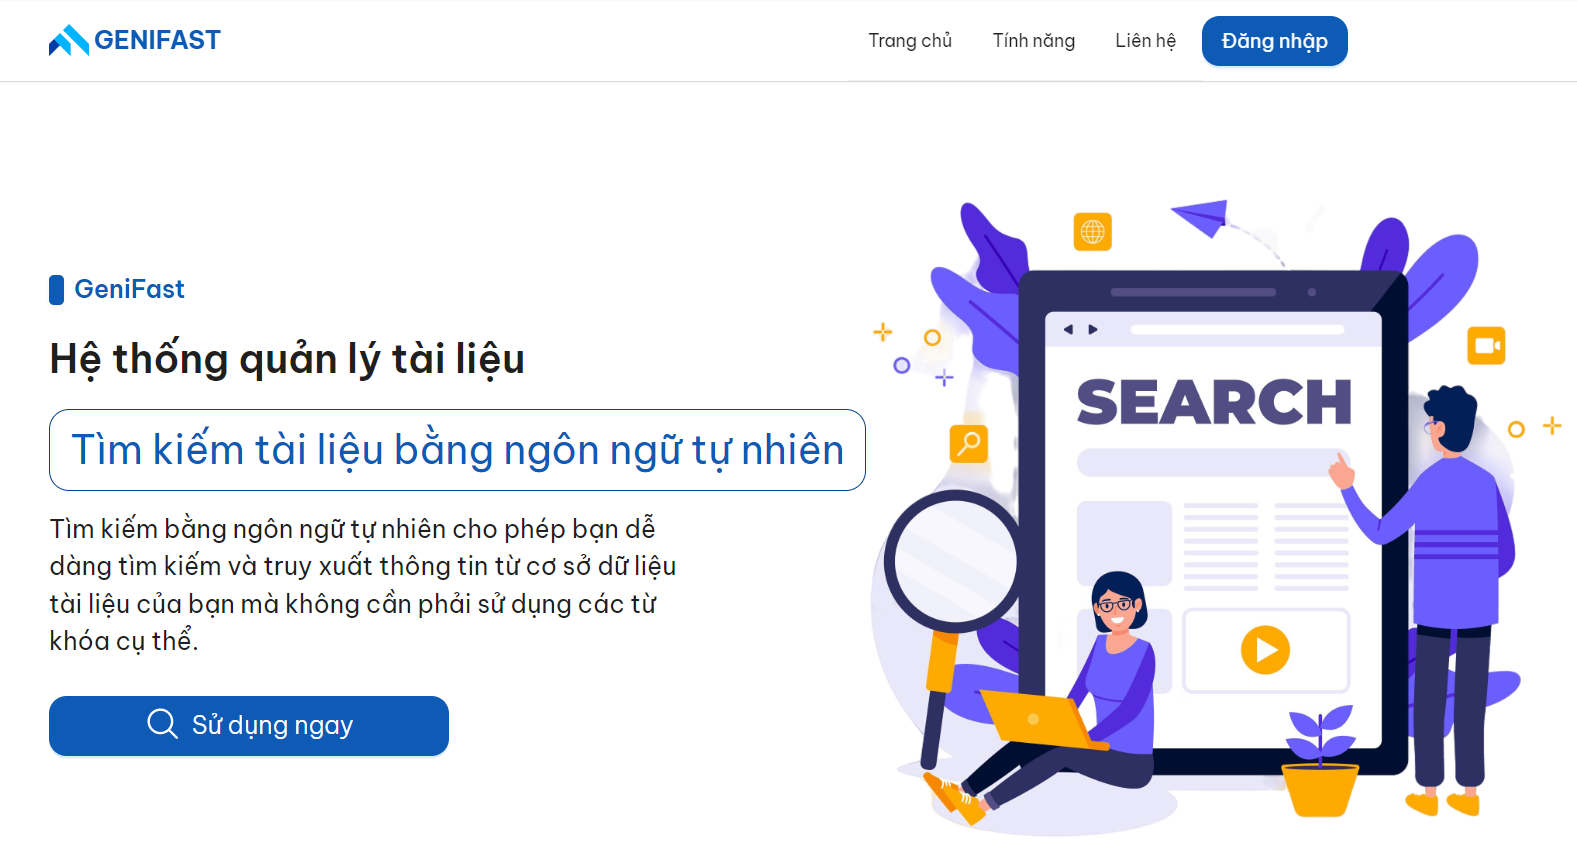 GENIFAST
Trang chủ
Tính năng
Liên hệ
Đăng nhập
GeniFast
Hệ thống quản lý tài liệu
Tìm kiếm tài liệu bằng ngôn ngữ tự nhiên
Tìm kiếm bằng ngôn ngữ tự nhiên cho phép bạn dễ
dàng tìm kiếm và truy xuất thông tin từ cơ sở dữ liệu
tài liệu của bạn mà không cần phải sử dụng các từ
khóa cụ thể.
Sử dụng ngay
SEARCH